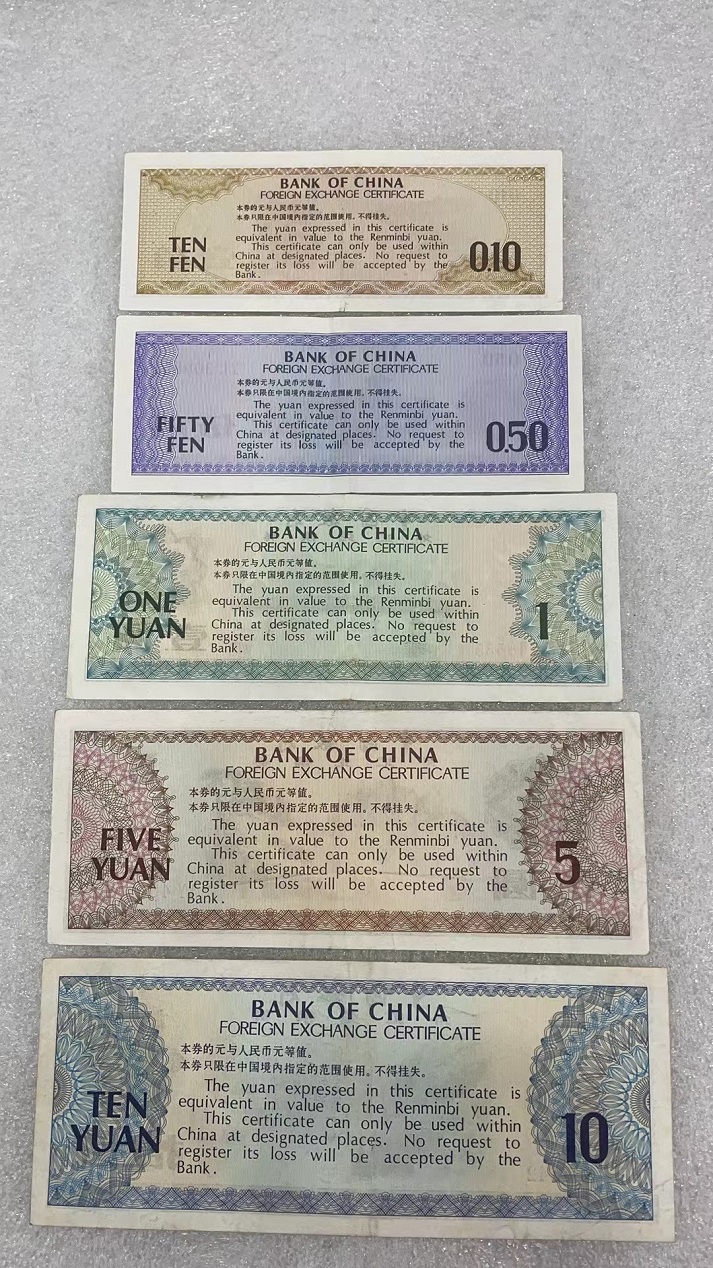 BANK OF CHINA
FOREIGN EXCHANGE CERTIFICATE
本券的元与人民币元等值。
本券只限在中国境内指定的范围使用。不得挂失。
The yuan expressed in this certificate is
equivalent in value to the Renminbi yuan.
This certificate can only be used within
China at designated places. No request to
register its loss will be accepted by the
Bank.
TEN
FEN
0.10
BANK OF CHINA
FOREIGN EXCHANGE CERTIFICATE
本券的元与人民币元等值。
本券只限在中国境内指定的范围使用。不得挂失。
The yuan expressed in this certificate is
equivalent in value to the Renminbi yuan.
This certificate can only be used within
China at designated places. No request to
register its loss will be accepted by the
Bank.
FIFTY
FEN
0.50
BANK OF CHINA
FOREIGN EXCHANGE CERTIFICATE
本券的元与人民币元等值。
本券只限在中国境内指定的范围使用。不得挂失。
The yuan expressed in this certificate is
equivalent in value to the Renminbi yuan.
This certificate can only be used within
China at designated places. No request to
register its loss will be accepted by the
Bank.
ONE
YUAN
1
BANK OF CHINA
FOREIGN EXCHANGE CERTIFICATE
本券的元与人民币元等值。
本券只限在中国境内指定的范围使用。不得挂失。
The yuan expressed in this certificate is
equivalent in value to the Renminbi yuan.
This certificate can only be used within
China at designated places. No request to
register its loss will be accepted by the
Bank.
FIVE
YUAN
5
BANK OF CHINA
FOREIGN EXCHANGE CERTIFICATE
本券的元与人民币元等值。
本券只限在中国境内指定的范围使用。不得挂失。
The yuan expressed in this certificate is
equivalent in value to the Renminbi yuan.
This certificate can only be used within
China at designated places. No request to
register its loss will be accepted by the
Bank.
TEN
YUAN
10